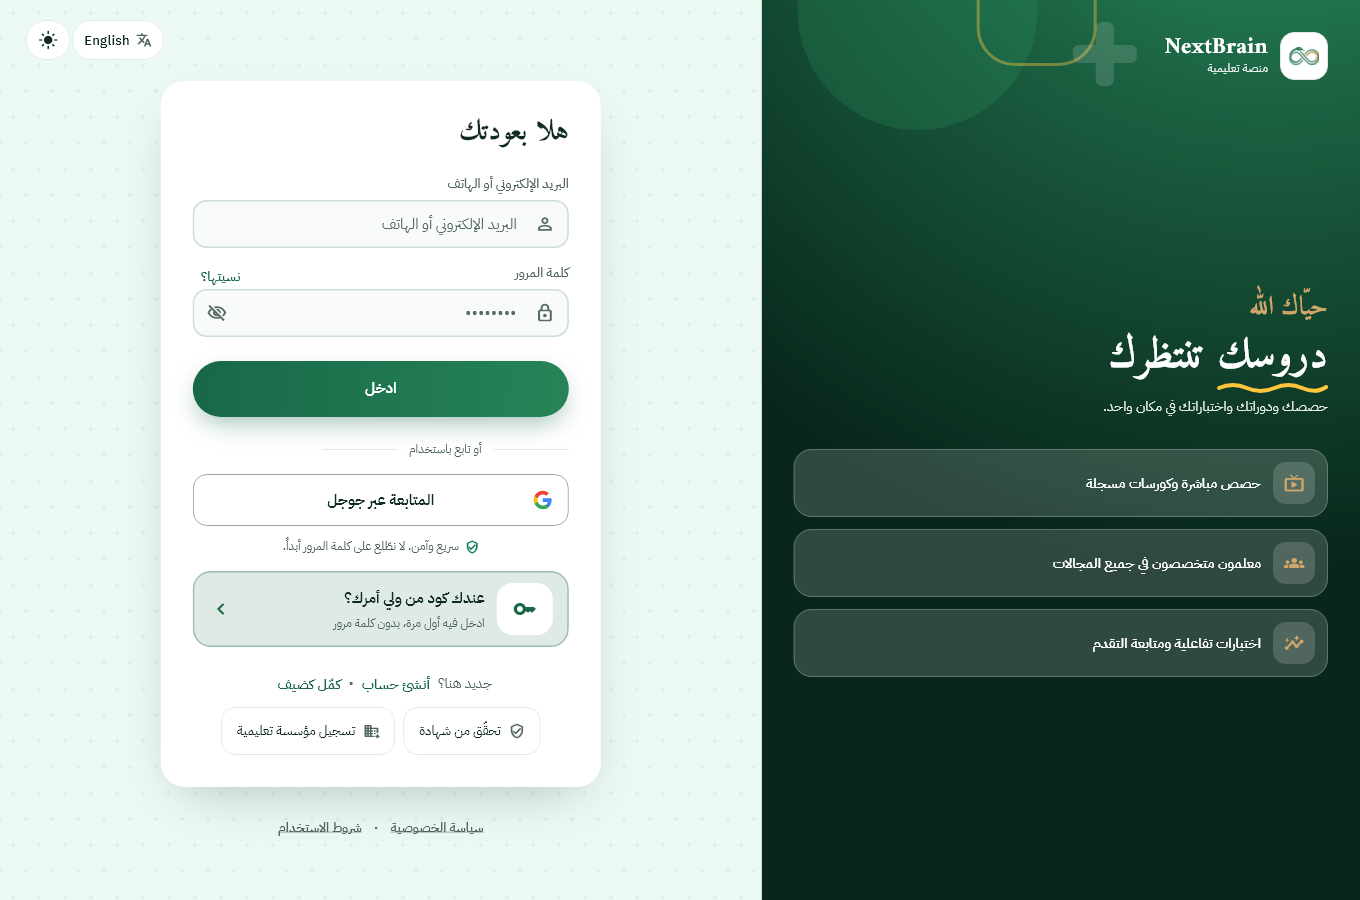 NextBrain
منصة تعليمية
حيّاك الله
دروسك تنتظرك
حصصك ودوراتك واختباراتك في مكان واحد.
حصص مباشرة وكورسات مسجلة
معلمون متخصصون في جميع المجالات
اختبارات تفاعلية ومتابعة التقدم
English
هلا بعودتك
البريد الإلكتروني أو الهاتف
البريد الإلكتروني أو الهاتف
كلمة المرور
نسيتها؟
••••••••
ادخل
أو تابع باستخدام
المتابعة عبر جوجل
سريع وآمن. لا نطّلع على كلمة المرور أبداً.
عندك كود من ولي أمرك؟
ادخل فيه أول مرة، بدون كلمة مرور
جديد هنا؟ أنشئ حساب • كمّل كضيف
تحقّق من شهادة
تسجيل مؤسسة تعليمية
سياسة الخصوصية · شروط الاستخدام